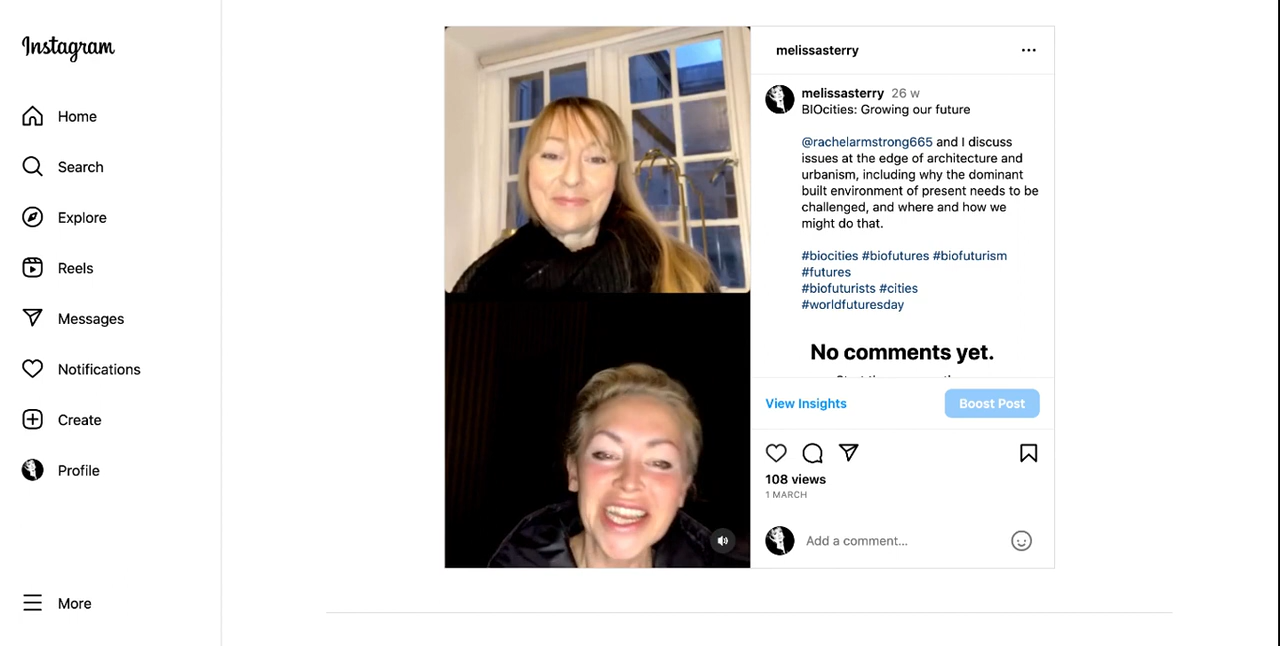 Instagram
Home
Search
Explore
Reels
Messages
Notifications
Create
Profile
More
melissasterry
melissasterry 26 w
BIOcities: Growing our future
@rachelarmstrong665 and I discuss
issues at the edge of architecture and
urbanism, including why the dominant
built environment of present needs to be
challenged, and where and how we
might do that.
#biocities #biofutures #biofuturism
#futures
#biofuturists #cities
#worldfuturesday
No comments yet.
View Insights
Boost Post
108 views
1 MARCH
Add a comment...